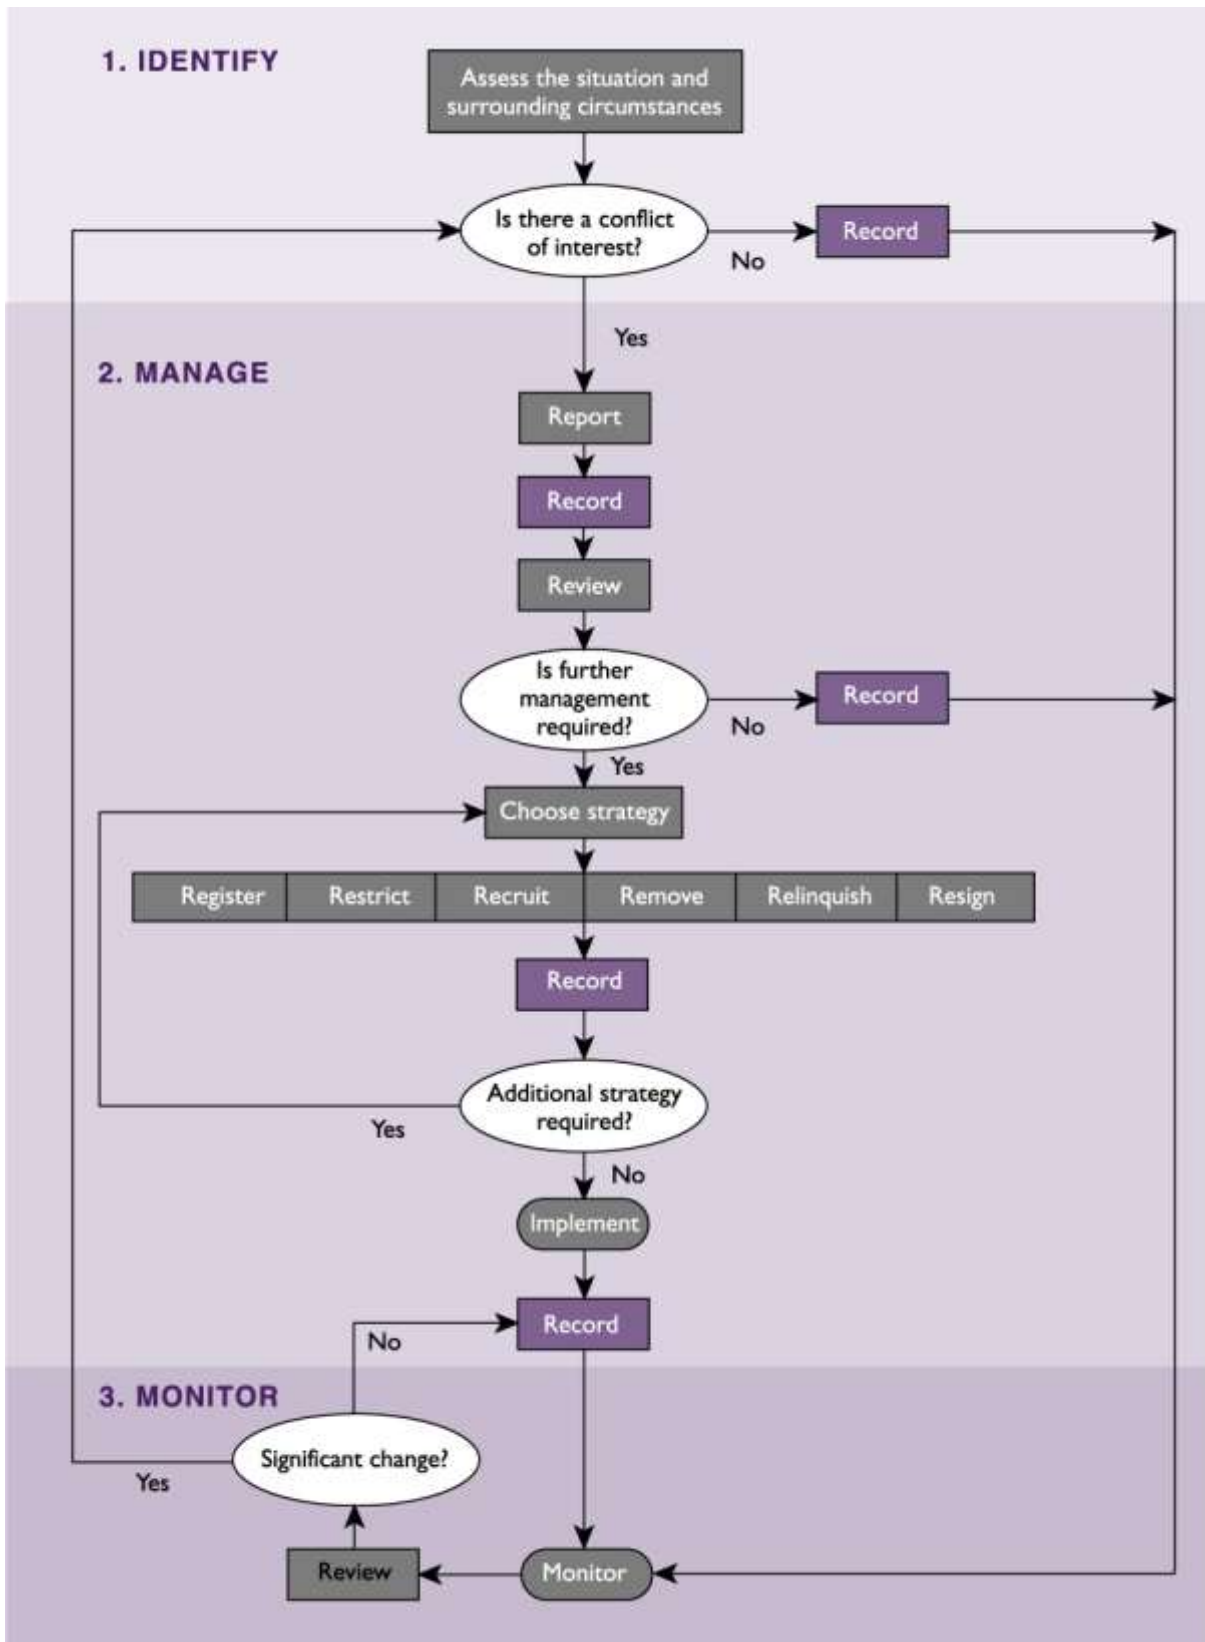 1. IDENTIFY
Assess the situation and
surrounding circumstances
Is there a conflict
of interest?
No
Record
Yes
2. MANAGE
Report
Record
Review
Is further
management
required?
No
Record
Yes
Choose strategy
Register
Restrict
Recruit
Remove
Relinquish
Resign
Record
Additional strategy
required?
Yes
No
Implement
Record
No
3. MONITOR
Significant change?
Yes
Review
Monitor